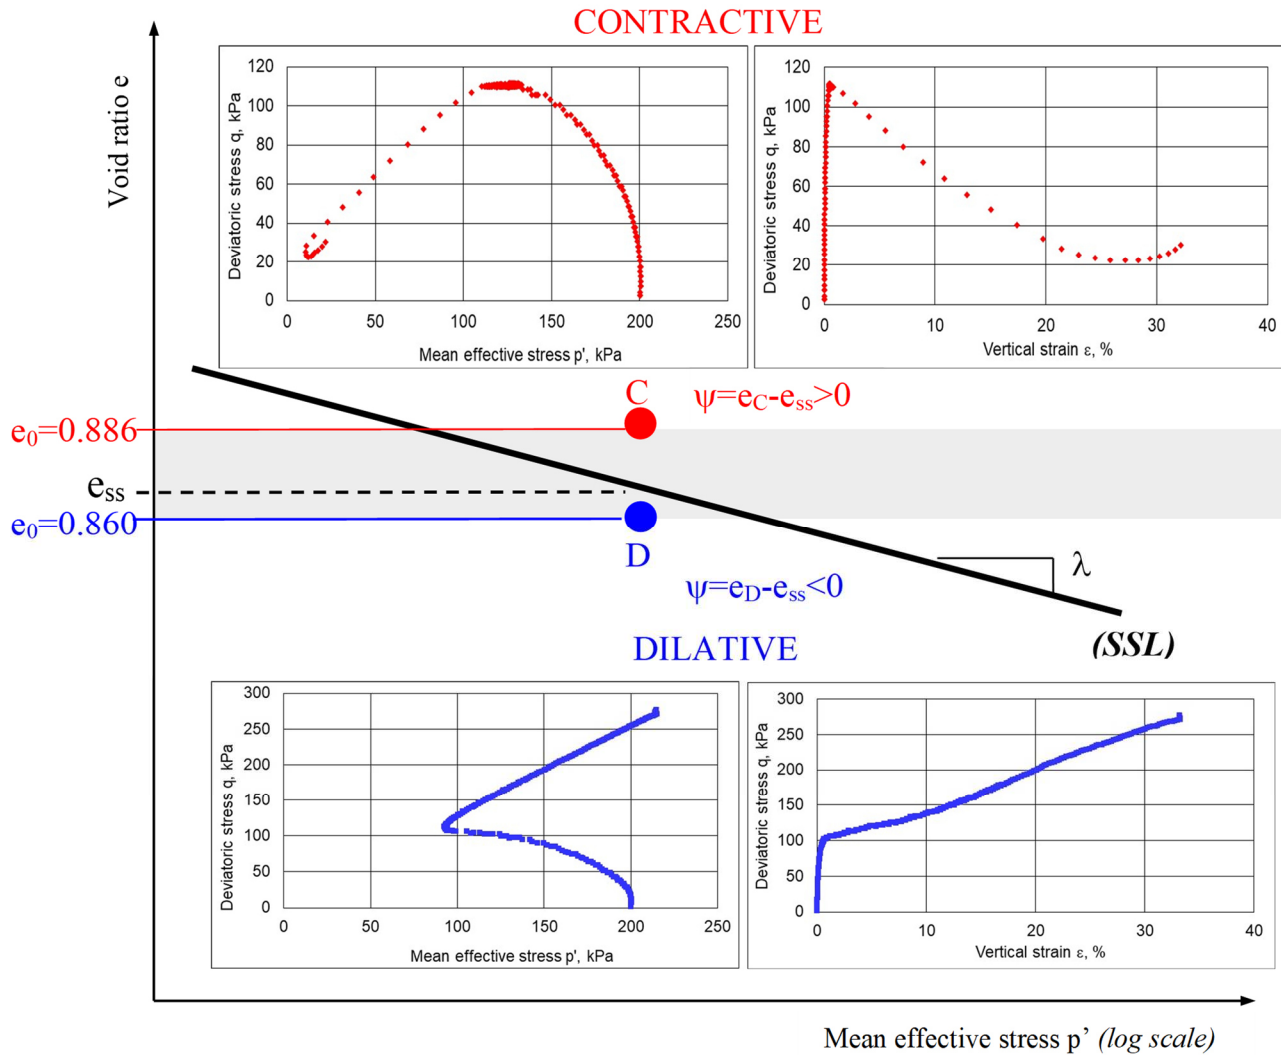 CONTRACTIVE
Void ratio e
Deviatoric stress q, kPa
120
100
80
60
40
20
0
0 50 100 150 200 250
Mean effective stress p', kPa
Deviatoric stress q, kPa
120
100
80
60
40
20
0
0 10 20 30 40
Vertical strain ε, %
C
ψ=eC-ess>0
e0=0.886
ess
e0=0.860
D
ψ=eD-ess<0
λ
(SSL)
DILATIVE
Deviatoric stress q, kPa
300
250
200
150
100
50
0
0 50 100 150 200 250
Mean effective stress p', kPa
Deviatoric stress q, kPa
300
250
200
150
100
50
0
0 10 20 30 40
Vertical strain ε, %
Mean effective stress p’ (log scale)